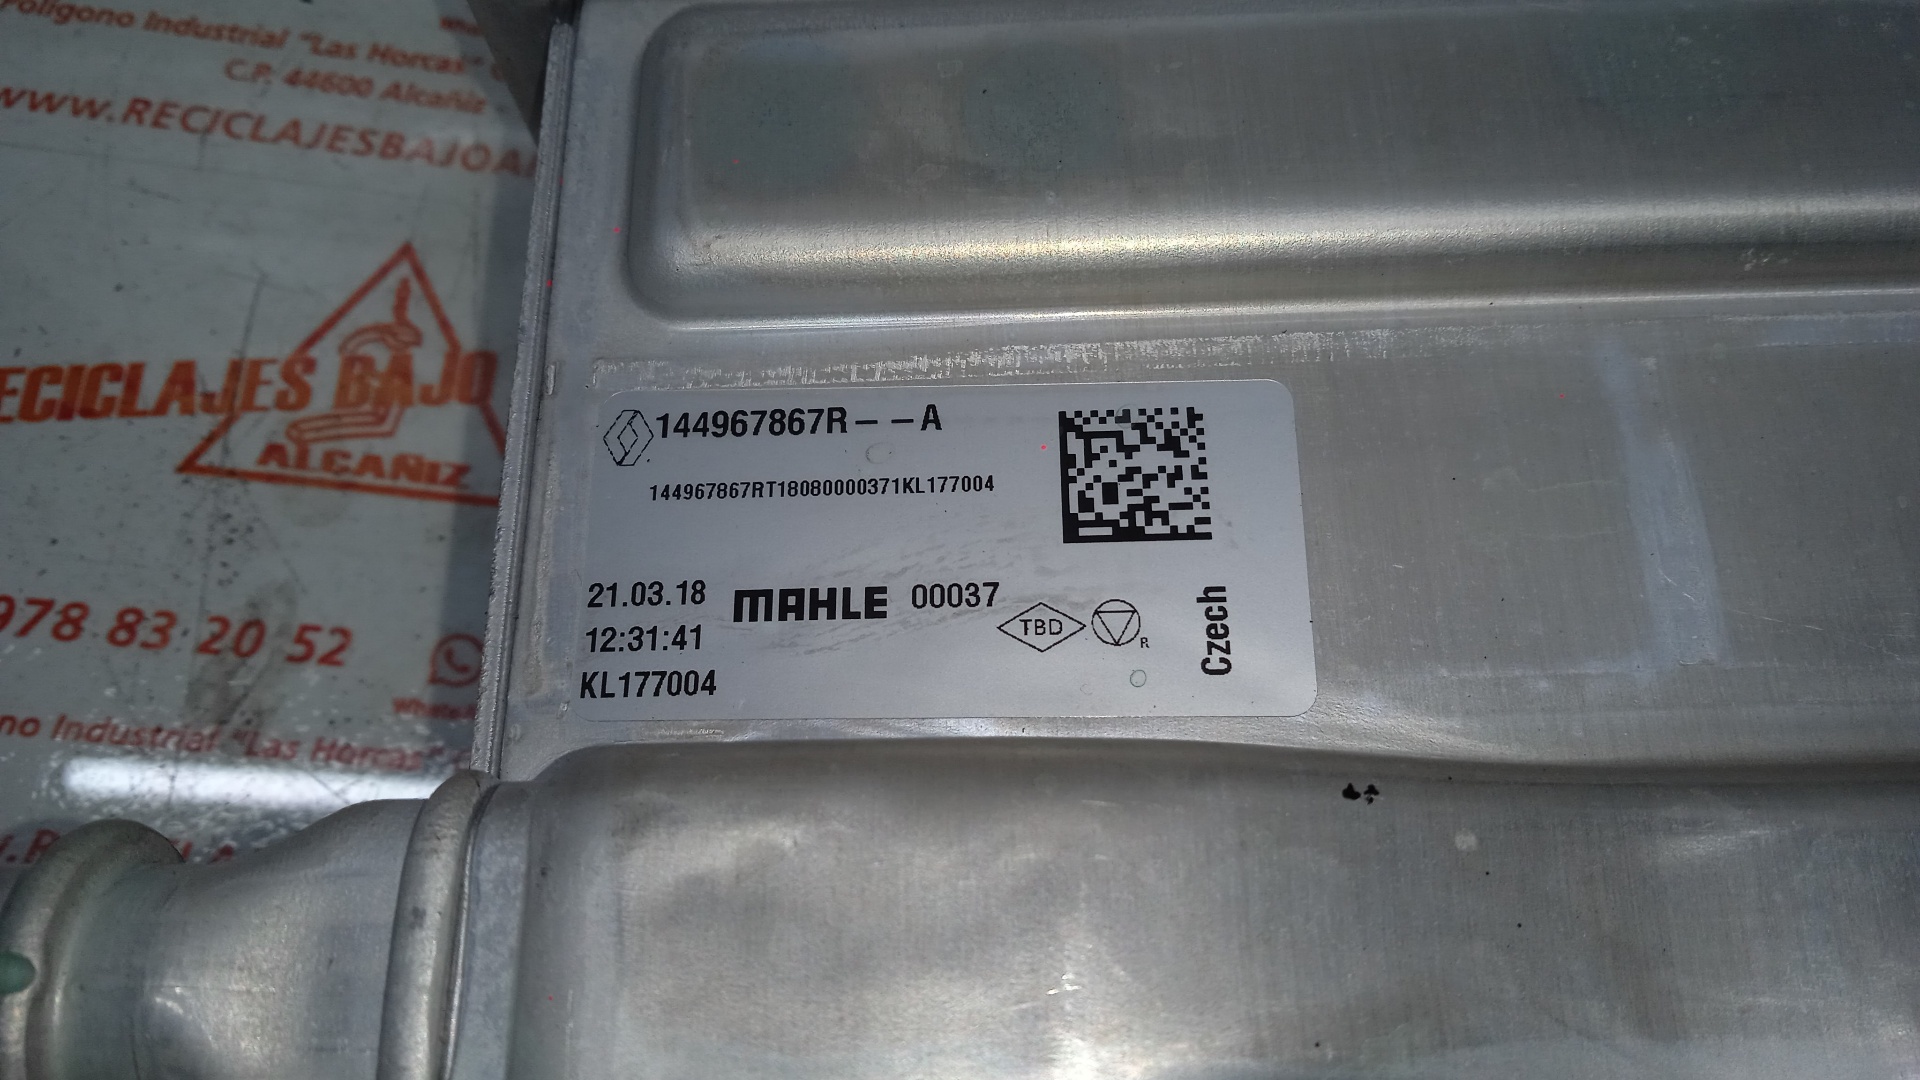 Polígono Industrial "Las Horcas"
C.P. 44600 Alcañiz
WWW.RECICLAJESBAJOA
RECICLAJES BAJO
ALCAÑIZ
978 83 20 52
Industrial "Las Horcas"
144967867R--A
144967867RT18080000371KL177004
21.03.18 MAHLE 00037
12:31:41 TBD R
KL177004
Czech